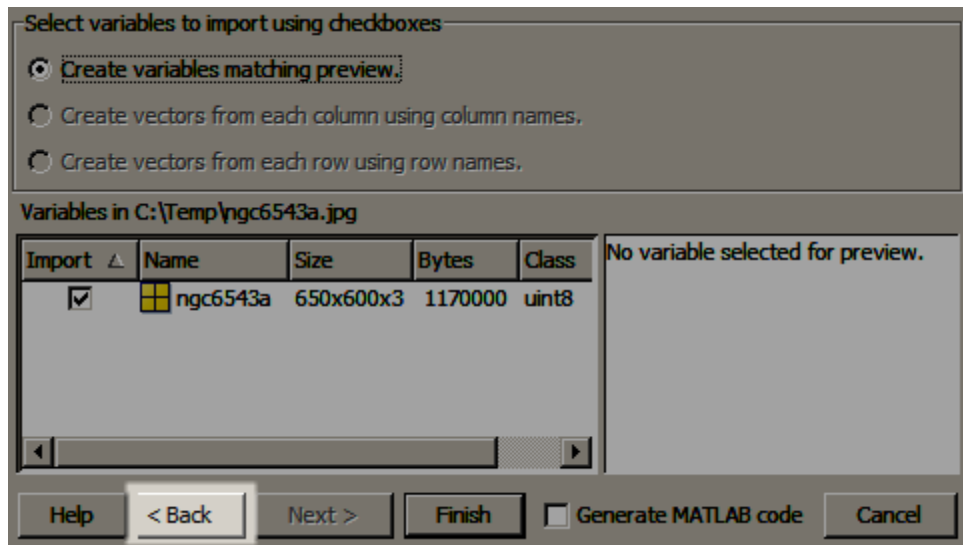 Select variables to import using checkboxes
Create variables matching preview.
Create vectors from each column using column names.
Create vectors from each row using row names.
Variables in C:\Temp\ngc6543a.jpg
Import Name Size Bytes Class
No variable selected for preview.
ngc6543a 650x600x3 1170000 uint8
Help < Back Next > Finish Generate MATLAB code Cancel